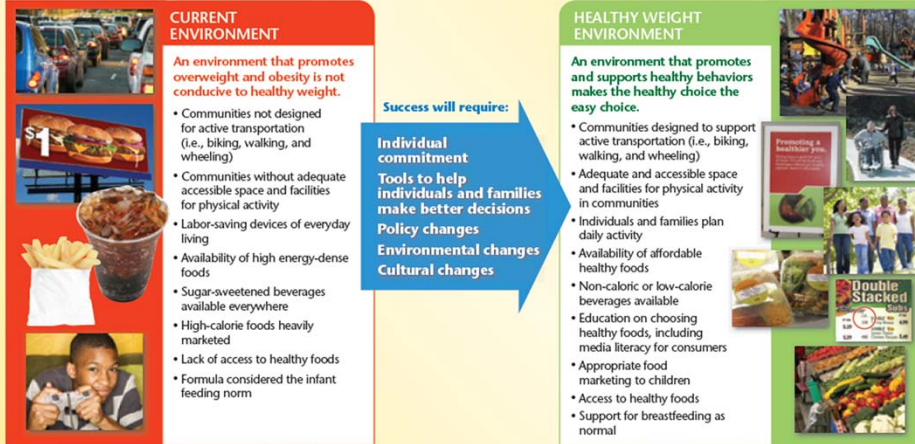 CURRENT
ENVIRONMENT
An environment that promotes
overweight and obesity is not
conducive to healthy weight.
• Communities not designed
for active transportation
(i.e., biking, walking, and
wheeling)
• Communities without adequate
accessible space and facilities
for physical activity
• Labor-saving devices of everyday
living
• Availability of high energy-dense
foods
• Sugar-sweetened beverages
available everywhere
• High-calorie foods heavily
marketed
• Lack of access to healthy foods
• Formula considered the infant
feeding norm
$1
Success will require:
Individual
commitment
Tools to help
individuals and families
make better decisions
Policy changes
Environmental changes
Cultural changes
HEALTHY WEIGHT
ENVIRONMENT
An environment that promotes
and supports healthy behaviors
makes the healthy choice the
easy choice.
• Communities designed to support
active transportation (i.e., biking,
walking, and wheeling)
• Adequate and accessible space
and facilities for physical activity
in communities
• Individuals and families plan
daily activity
• Availability of affordable
healthy foods
• Non-caloric or low-calorie
beverages available
• Education on choosing
healthy foods, including
media literacy for consumers
• Appropriate food
marketing to children
• Access to healthy foods
• Support for breastfeeding as
normal
Promoting a
healthier you.
Double
Stacked
Subs